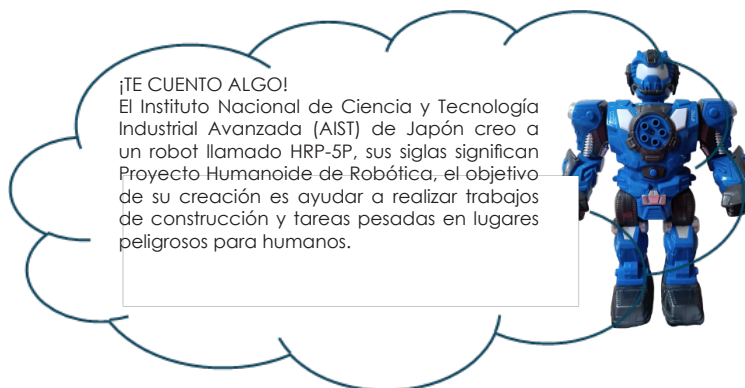 ¡TE CUENTO ALGO!
El Instituto Nacional de Ciencia y Tecnología
Industrial Avanzada (AIST) de Japón creo a
un robot llamado HRP-5P, sus siglas significan
Proyecto Humanoide de Robótica, el objetivo
de su creación es ayudar a realizar trabajos
de construcción y tareas pesadas en lugares
peligrosos para humanos.